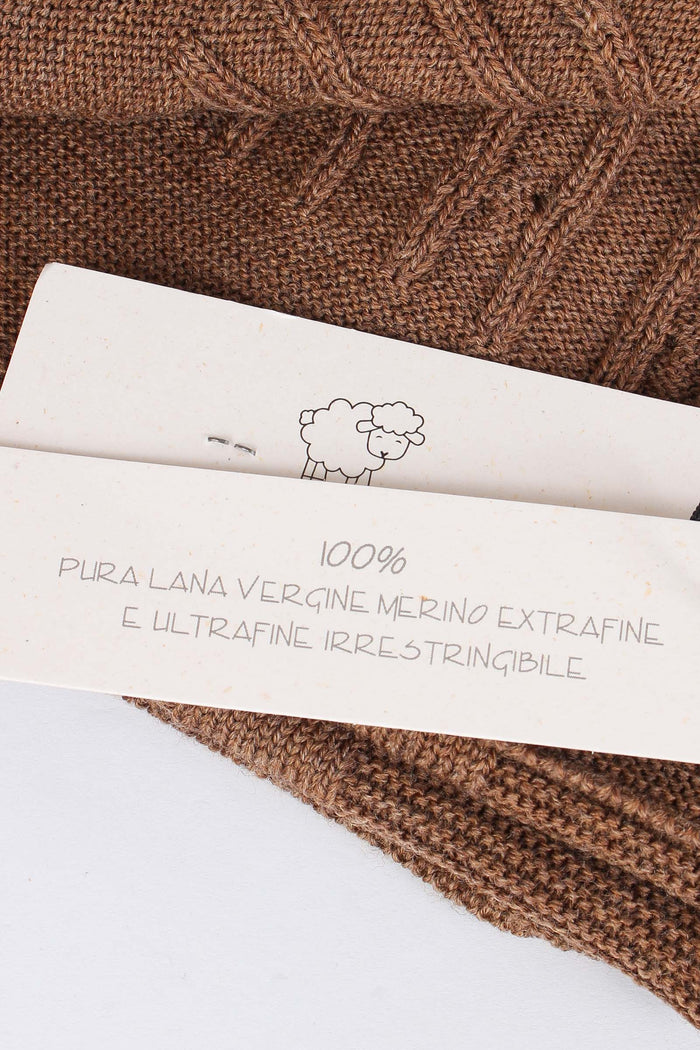 100%
PURA LANA VERGINE MERINO EXTRAFINE
E ULTRAFINE IRRESTRINGIBILE